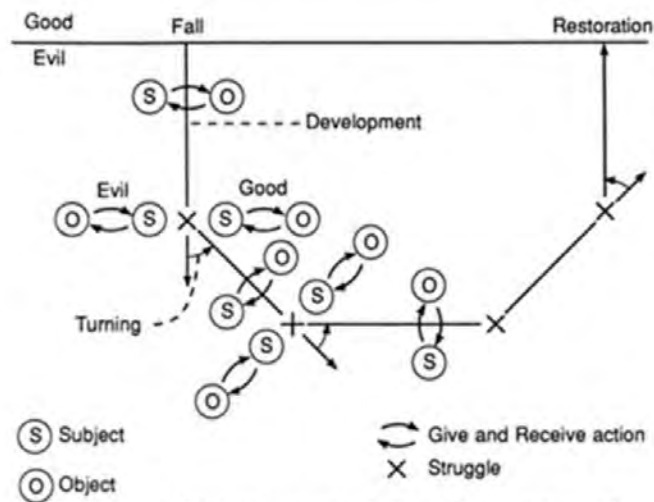 Good Fall Restoration
Evil
S O
Development
Evil Good
O S S O
O O
S S O
Turning
S S
O
S Subject Give and Receive action
O Object Struggle